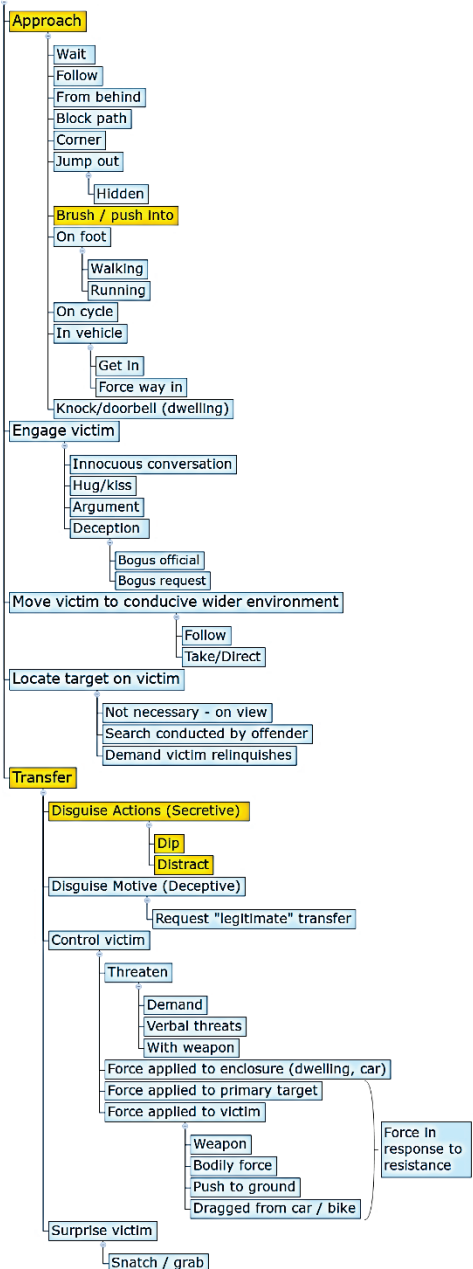 Approach
Wait
Follow
From behind
Block path
Corner
Jump out
Hidden
Brush / push into
On foot
Walking
Running
On cycle
In vehicle
Get in
Force way in
Knock/doorbell (dwelling)
Engage victim
Innocuous conversation
Hug/kiss
Argument
Deception
Bogus official
Bogus request
Move victim to conducive wider environment
Follow
Take/Direct
Locate target on victim
Not necessary - on view
Search conducted by offender
Demand victim relinquishes
Transfer
Disguise Actions (Secretive)
Dip
Distract
Disguise Motive (Deceptive)
Request "legitimate" transfer
Control victim
Threaten
Demand
Verbal threats
With weapon
Force applied to enclosure (dwelling, car)
Force applied to primary target
Force applied to victim
Force in
response to
resistance
Weapon
Bodily force
Push to ground
Dragged from car / bike
Surprise victim
Snatch / grab